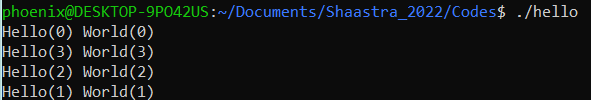 phoenix@DESKTOP-9PO42US:~/Documents/Shaastra_2022/Codes$ ./hello
Hello(0) World(0)
Hello(3) World(3)
Hello(2) World(2)
Hello(1) World(1)